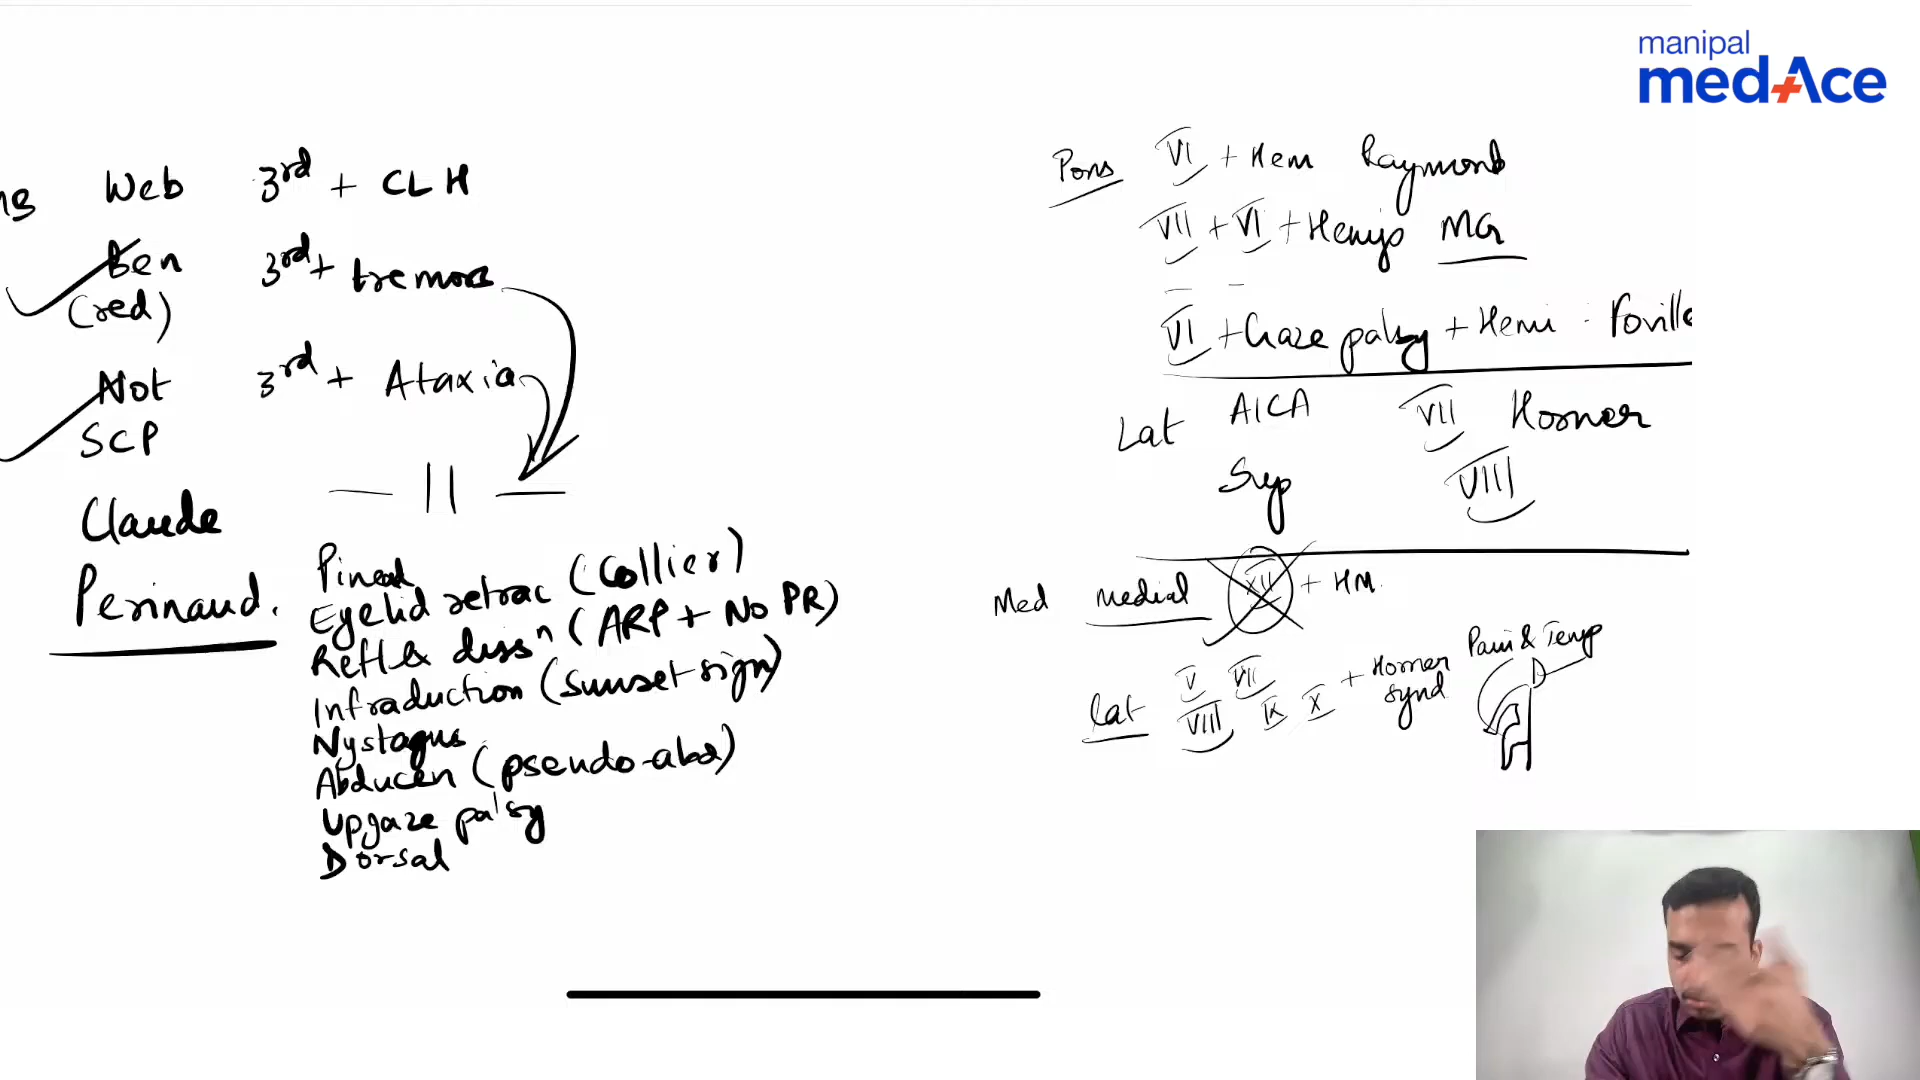 manipal
medAce
Web 3rd + CLH
Ben 3rd + tremors
(red)
Not 3rd + Ataxia
SCP
Claude
Perinaud.
Pineal
Eyelid retrac (Collier)
Reflex dissn (ARP + No PR)
Infraduction (sunset sign)
Nystagus
Abducen (pseudo-abd)
Upgaze palsy
Dorsal
Pons VI + Hem Raymond
VII + VI + Hemip MG
VI + Gaze palsy + Hemi : Foville
Lat AICA VII Horner
Syp VIII
Med medial XII + HM.
lat V VII VIII IX X + Horner synd
Pain & Temp